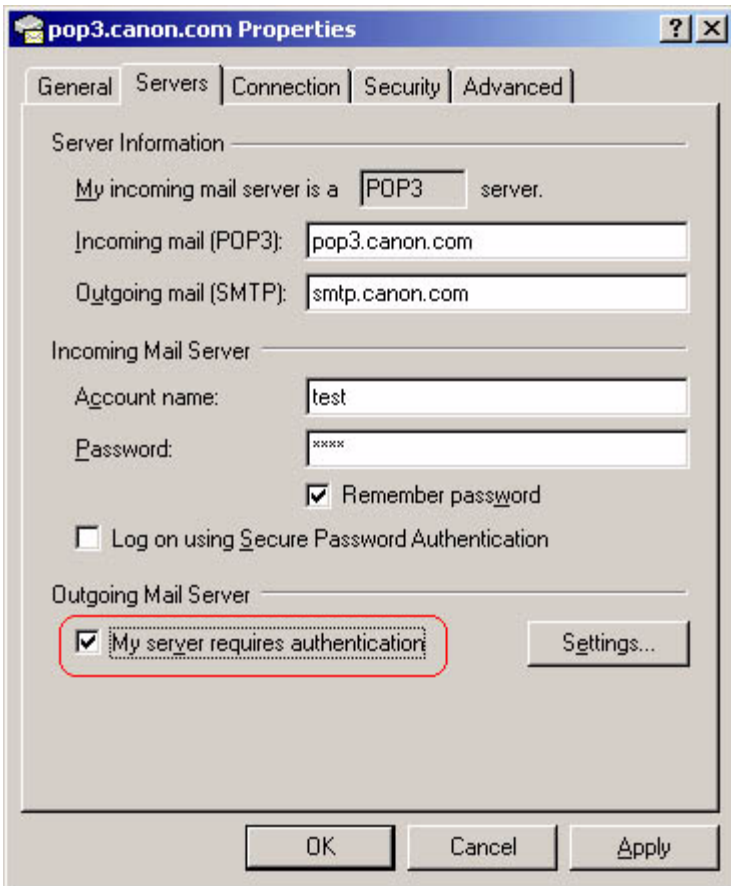 pop3.canon.com Properties
General Servers Connection Security Advanced
Server Information
My incoming mail server is a POP3 server.
Incoming mail (POP3): pop3.canon.com
Outgoing mail (SMTP): smtp.canon.com
Incoming Mail Server
Account name: test
Password: ****
Remember password
Log on using Secure Password Authentication
Outgoing Mail Server
My server requires authentication Settings...
OK Cancel Apply